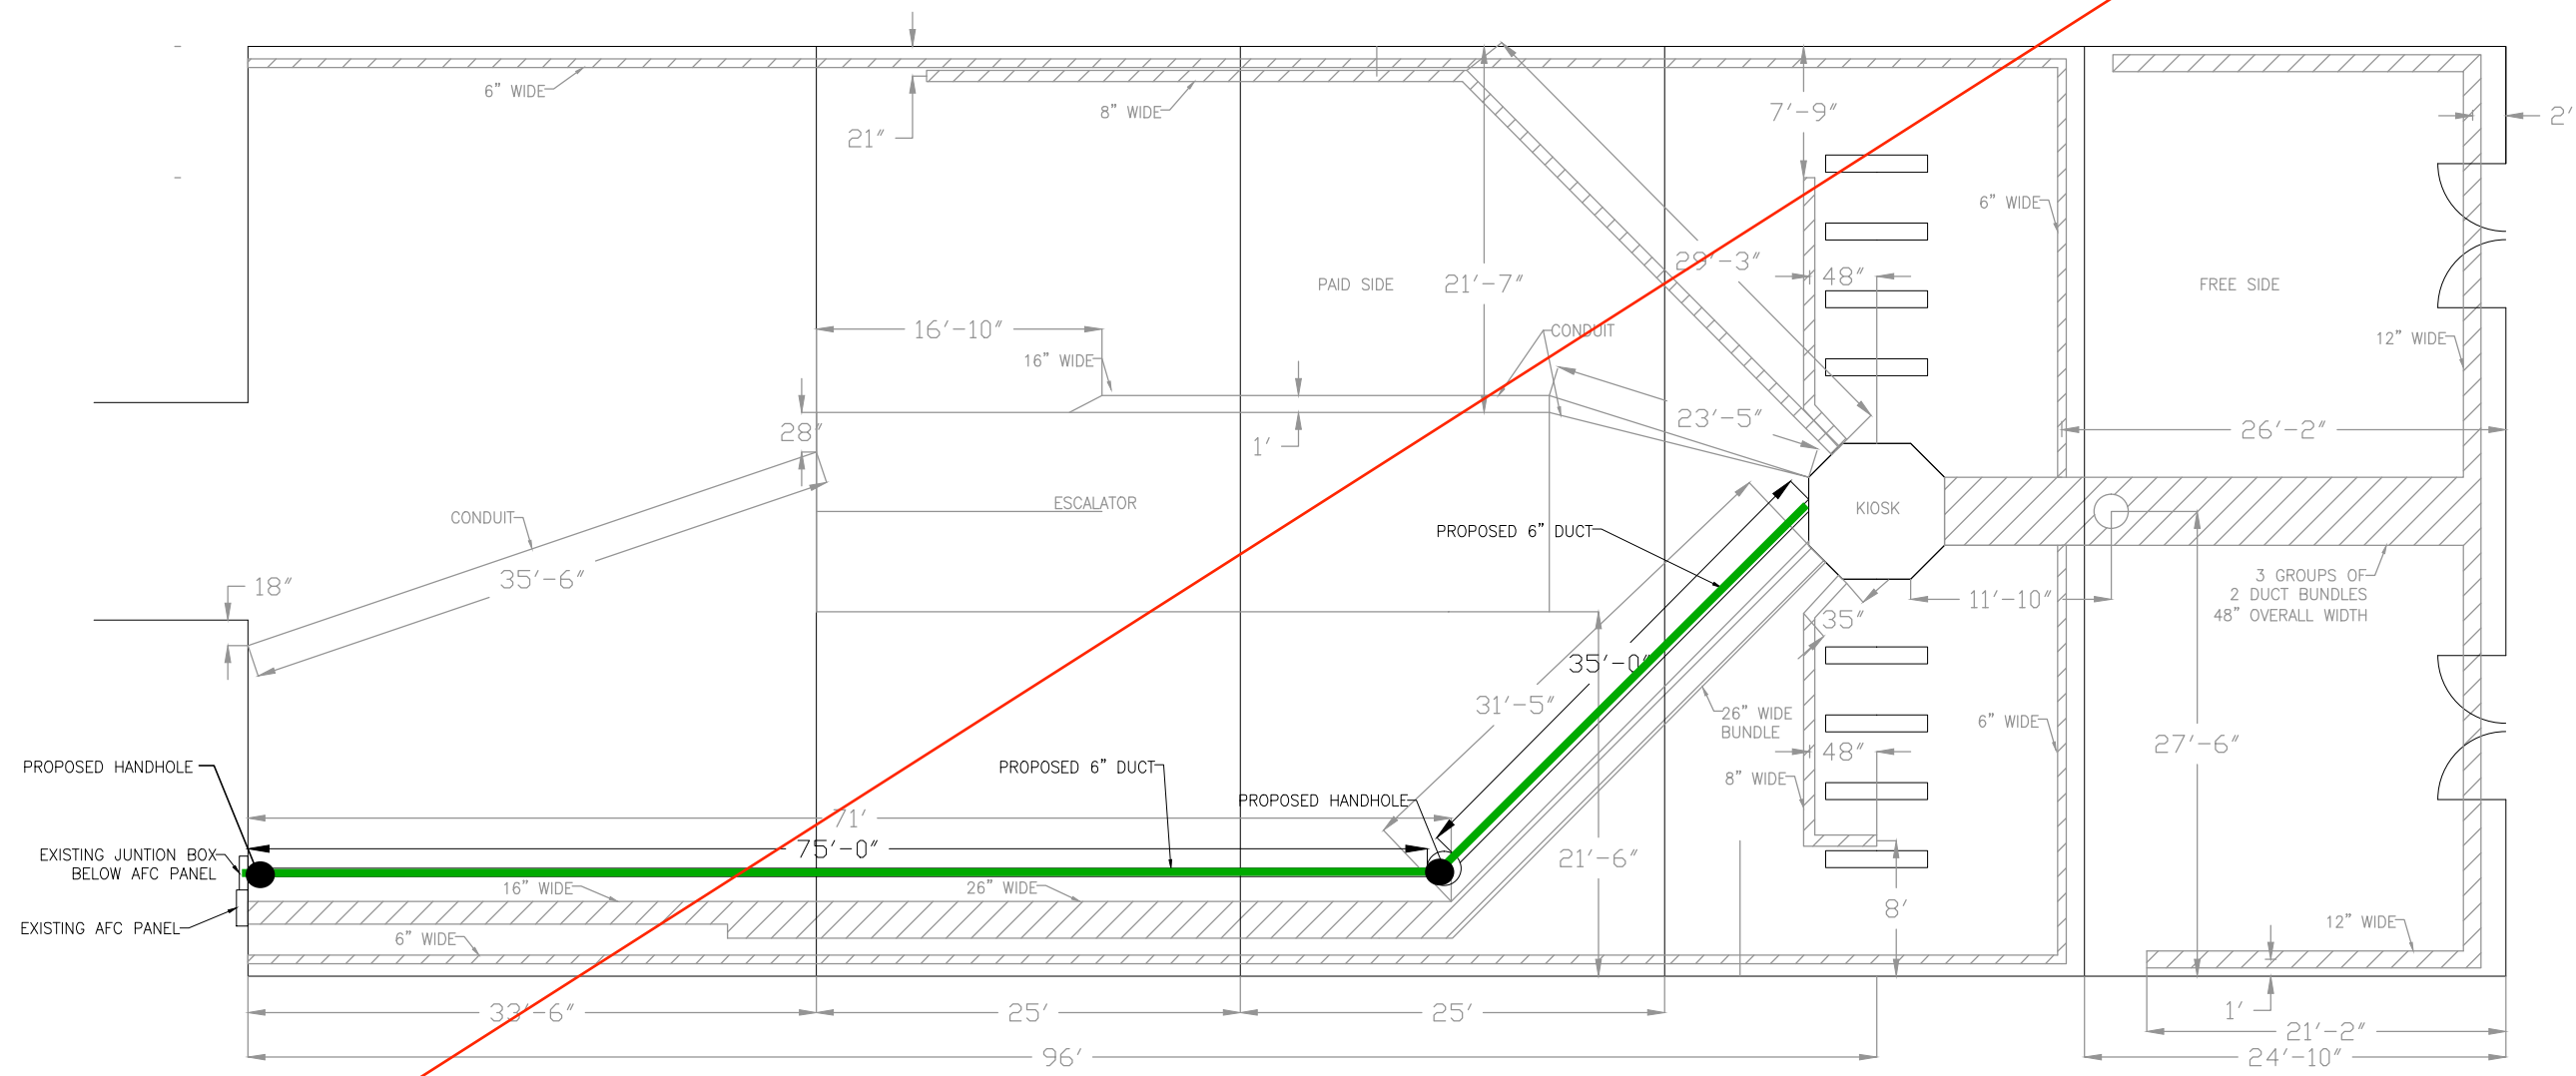 6” WIDE
21”
8” WIDE
7'-9”
2'
29'-3”
48”
6” WIDE
PAID SIDE
21'-7”
FREE SIDE
16'-10”
CONDUIT
12” WIDE
16” WIDE
23'-5”
28”
1'
26'-2”
ESCALATOR
KIOSK
CONDUIT
PROPOSED 6” DUCT
35'-6”
18”
3 GROUPS OF
2 DUCT BUNDLES
48” OVERALL WIDTH
11'-10”
35”
35'-0”
31'-5”
26” WIDE
BUNDLE
6” WIDE
27'-6”
48”
8” WIDE
PROPOSED HANDHOLE
PROPOSED 6” DUCT
PROPOSED HANDHOLE
71'
75'-0”
EXISTING JUNTION BOX
BELOW AFC PANEL
21'-6”
16” WIDE
26” WIDE
8'
EXISTING AFC PANEL
6” WIDE
12” WIDE
33'-6”
25'
25'
1'
21'-2”
96'
24'-10”